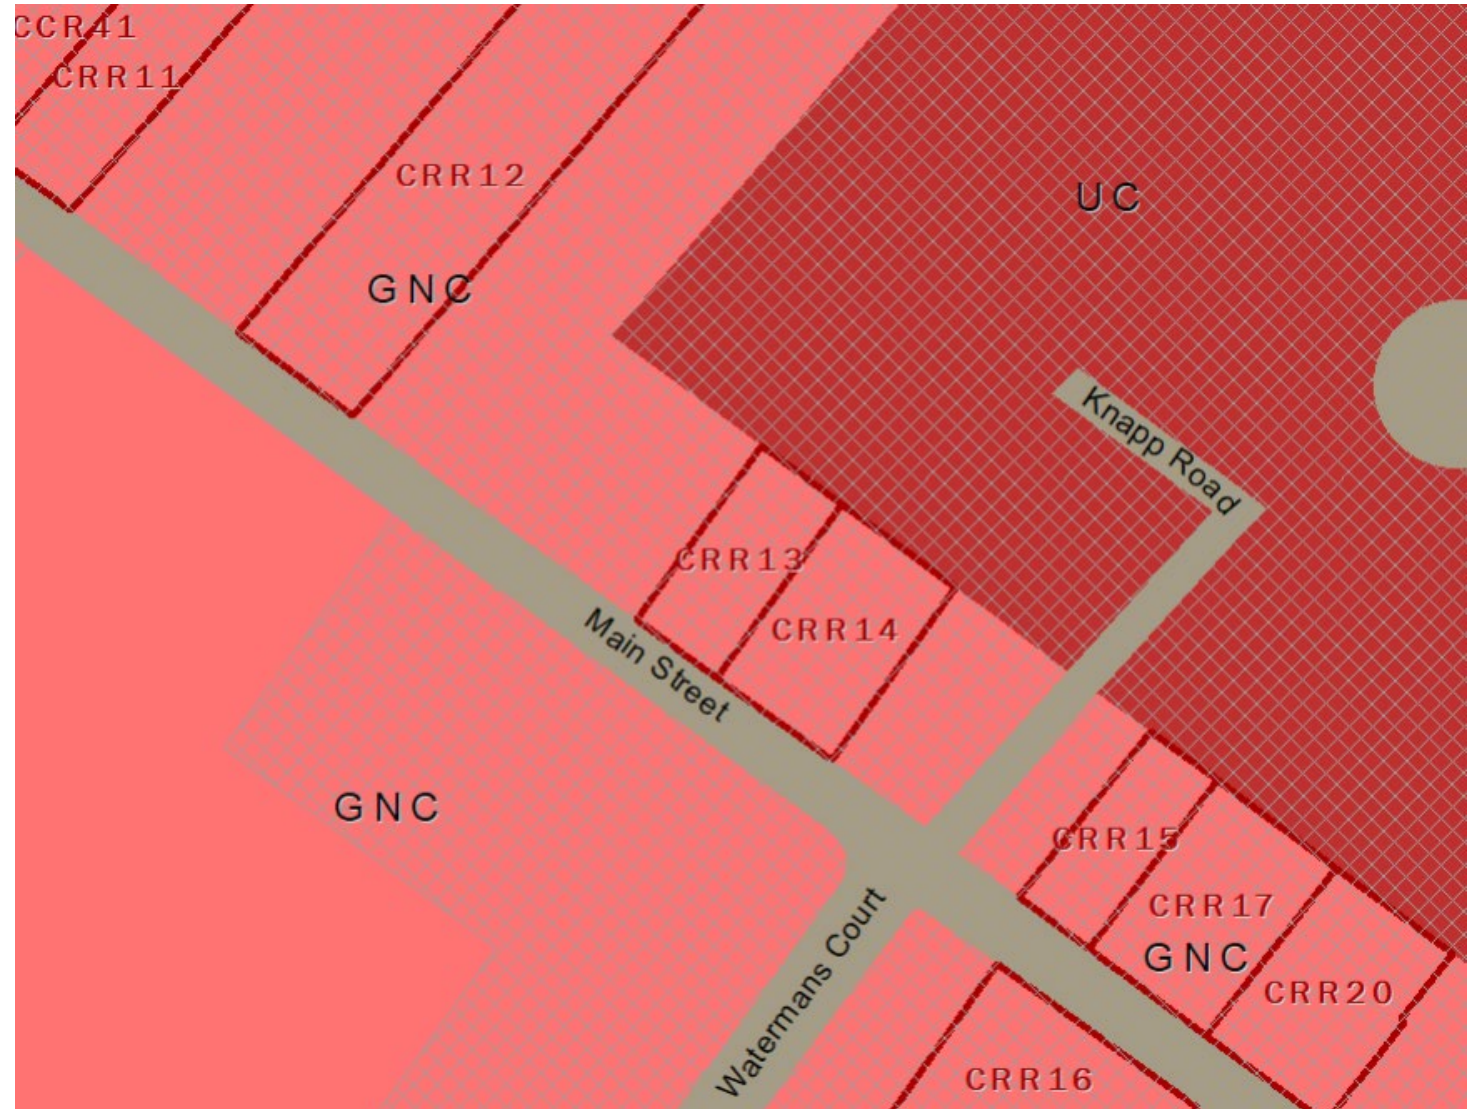 CCR41
CRR11
CRR12
UC
GNC
Knapp Road
CRR13
CRR14
Main Street
GNC
CRR15
CRR17
GNC
CRR20
Watermans Court
CRR16